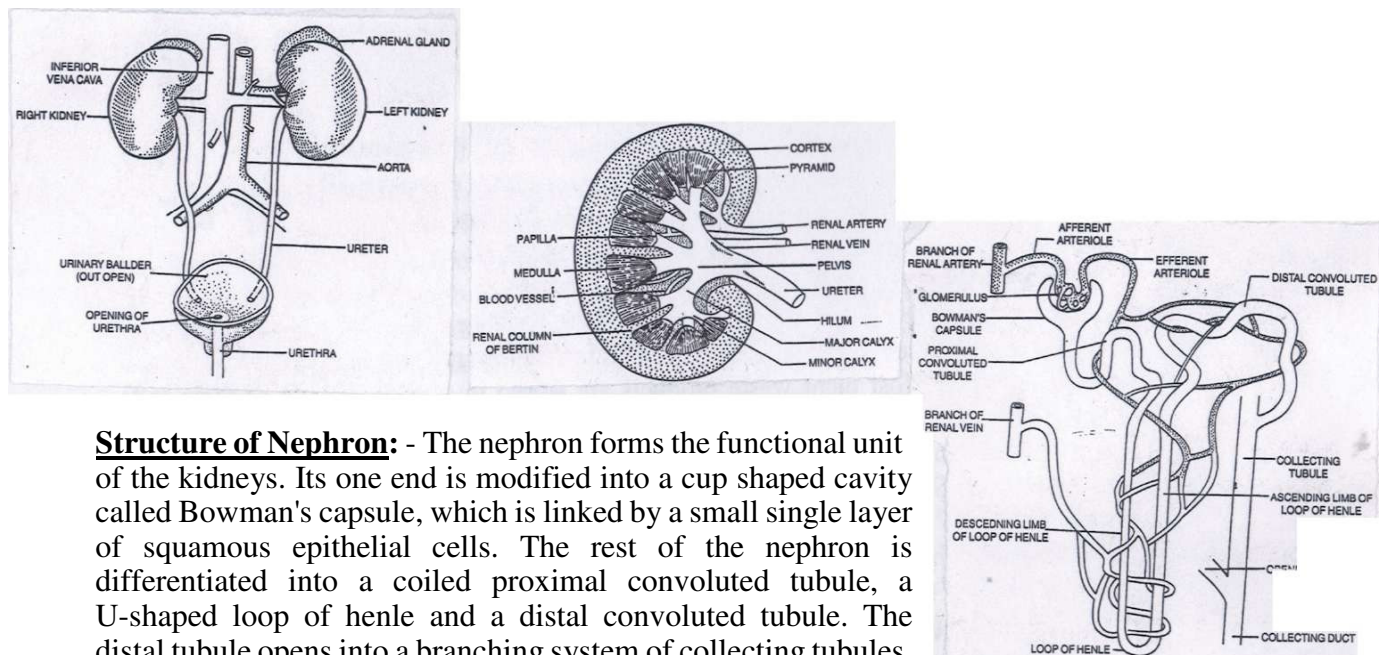 ADRENAL GLAND
INFERIOR
VENA CAVA
RIGHT KIDNEY
LEFT KIDNEY
AORTA
URETER
URINARY BALLDER
(OUT OPEN)
OPENING OF
URETHRA
URETHRA
CORTEX
PYRAMID
RENAL ARTERY
RENAL VEIN
PAPILLA
PELVIS
MEDULLA
URETER
BLOOD VESSEL
HILUM
RENAL COLUMN
OF BERTIN
MAJOR CALYX
MINOR CALYX
AFFERENT
ARTERIOLE
BRANCH OF
RENAL ARTERY
EFFERENT
ARTERIOLE
DISTAL CONVOLUTED
TUBULE
GLOMERULUS
BOWMAN'S
CAPSULE
PROXIMAL
CONVOLUTED
TUBULE
BRANCH OF
RENAL VEIN
COLLECTING
TUBULE
ASCENDING LIMB OF
LOOP OF HENLE
DESCEDNING LIMB
OF LOOP OF HENLE
COLLECTING DUCT
LOOP OF HENLE
Structure of Nephron: - The nephron forms the functional unit
of the kidneys. Its one end is modified into a cup shaped cavity
called Bowman's capsule, which is linked by a small single layer
of squamous epithelial cells. The rest of the nephron is
differentiated into a coiled proximal convoluted tubule, a
U-shaped loop of henle and a distal convoluted tubule. The
distal tubule opens into a branching system of collecting tubules